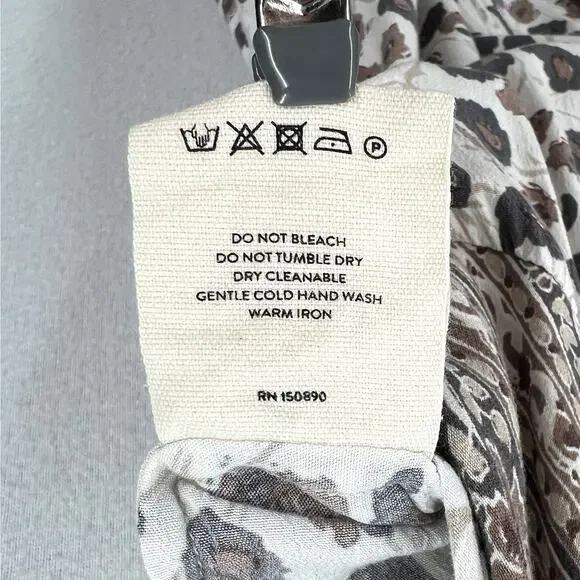 P
DO NOT BLEACH
DO NOT TUMBLE DRY
DRY CLEANABLE
GENTLE COLD HAND WASH
WARM IRON
RN 150890